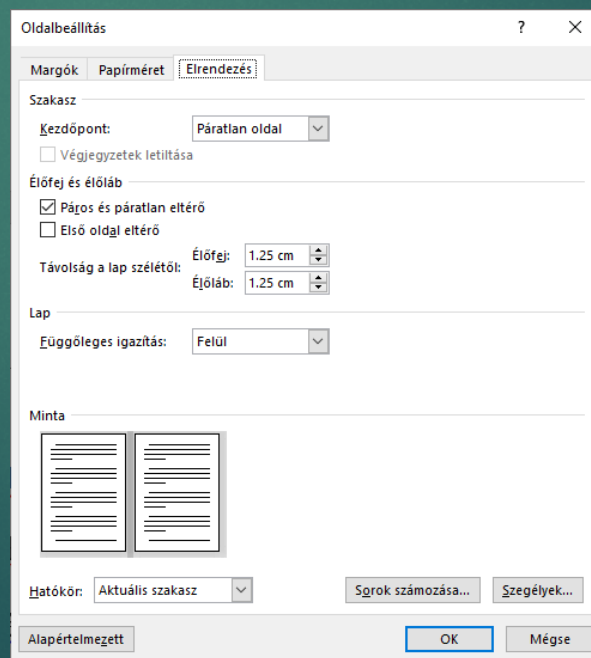 Oldalbeállítás ? ×
Margók Papírméret Elrendezés
Szakasz
Kezdőpont: Páratlan oldal
Végjegyzetek letiltása
Élőfej és élőláb
Páros és páratlan eltérő
Első oldal eltérő
Távolság a lap szélétől:
Élőfej: 1.25 cm
Élőláb: 1.25 cm
Lap
Függőleges igazítás: Felül
Minta
Hatókör: Aktuális szakasz Sorok számozása... Szegélyek...
Alapértelmezett OK Mégse